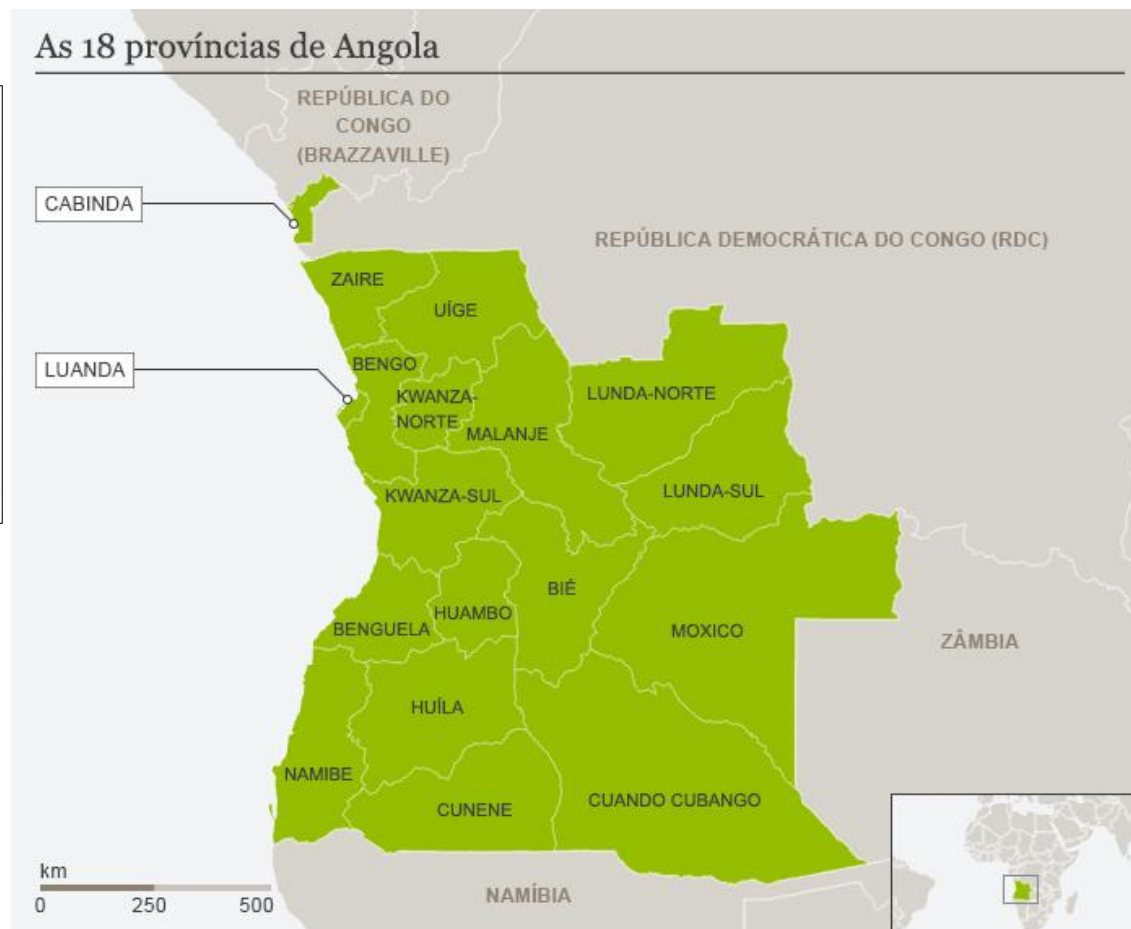 As 18 províncias de Angola
REPÚBLICA DO
CONGO
(BRAZZAVILLE)
CABINDA
REPÚBLICA DEMOCRÁTICA DO CONGO (RDC)
ZAIRE
UÍGE
LUANDA
BENGO
KWANZA-
NORTE
LUNDA-NORTE
MALANJE
KWANZA-SUL
LUNDA-SUL
BIÉ
HUAMBO
BENGUELA
MOXICO
ZÂMBIA
HUÍLA
NAMIBE
CUNENE
CUANDO CUBANGO
km
0 250 500
NAMÍBIA